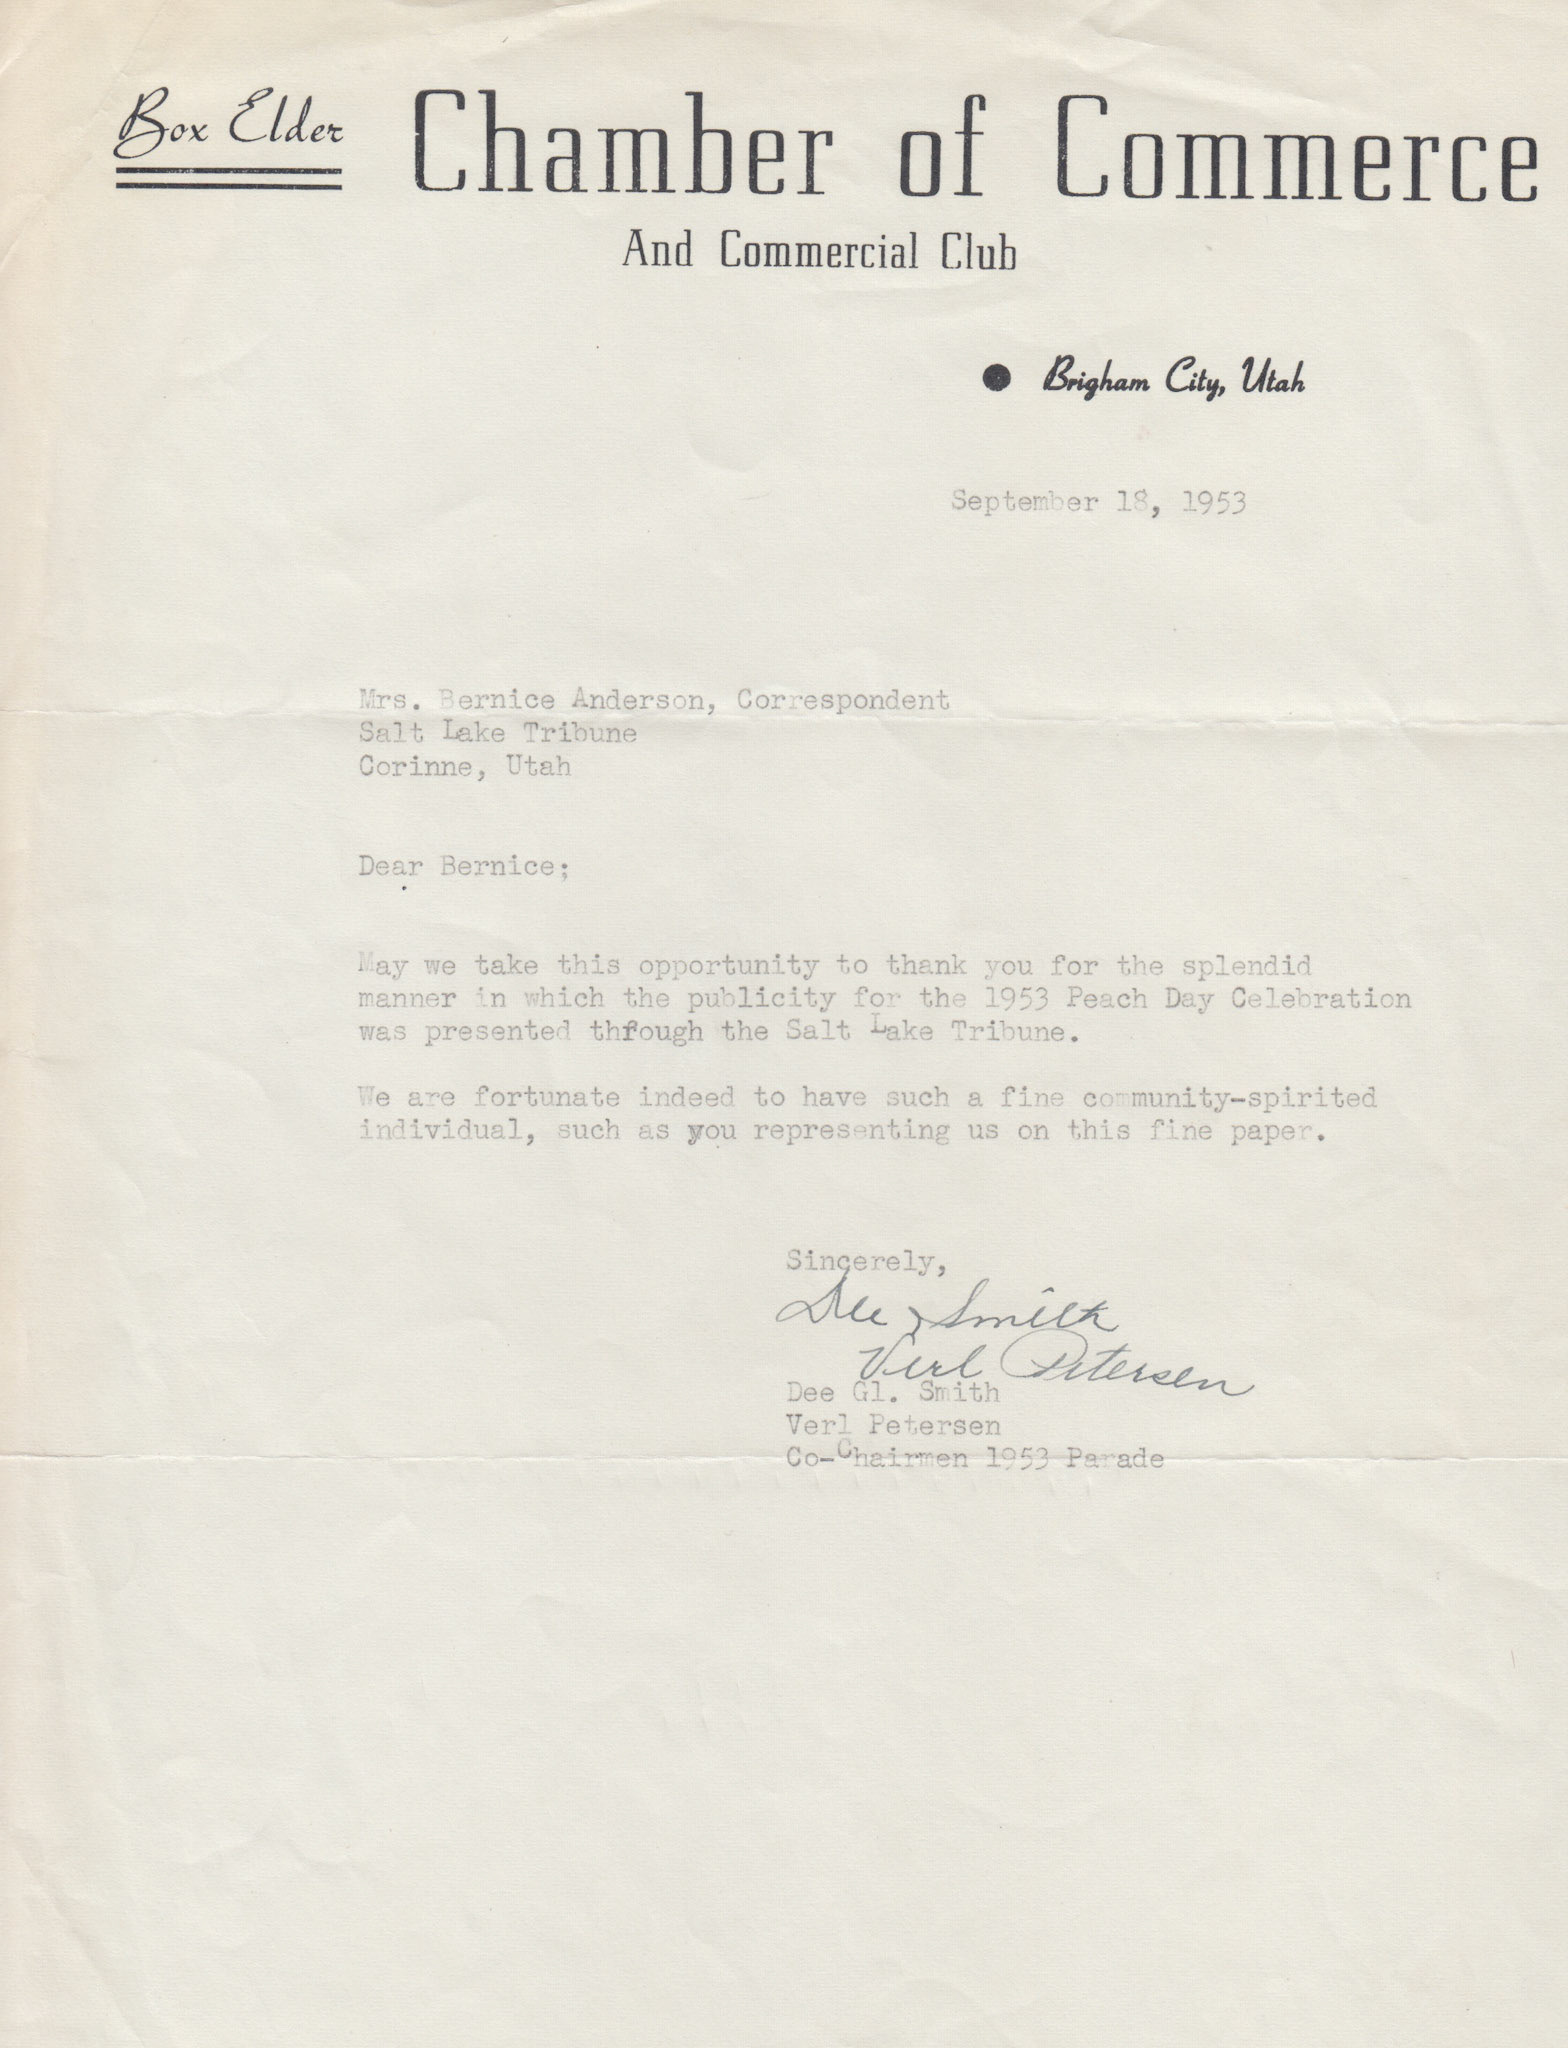 Box Elder Chamber of Commerce
And Commercial Club
Brigham City, Utah
September 18, 1953
Mrs. Bernice Anderson, Correspondent
Salt Lake Tribune
Corinne, Utah
Dear Bernice;
May we take this opportunity to thank you for the splendid
manner in which the publicity for the 1953 Peach Day Celebration
was presented through the Salt Lake Tribune.
We are fortunate indeed to have such a fine community-spirited
individual, such as you representing us on this fine paper.
Sincerely,
Dee Smith
Verl Petersen
Dee Gl. Smith
Verl Petersen
Co-Chairmen 1953 Parade